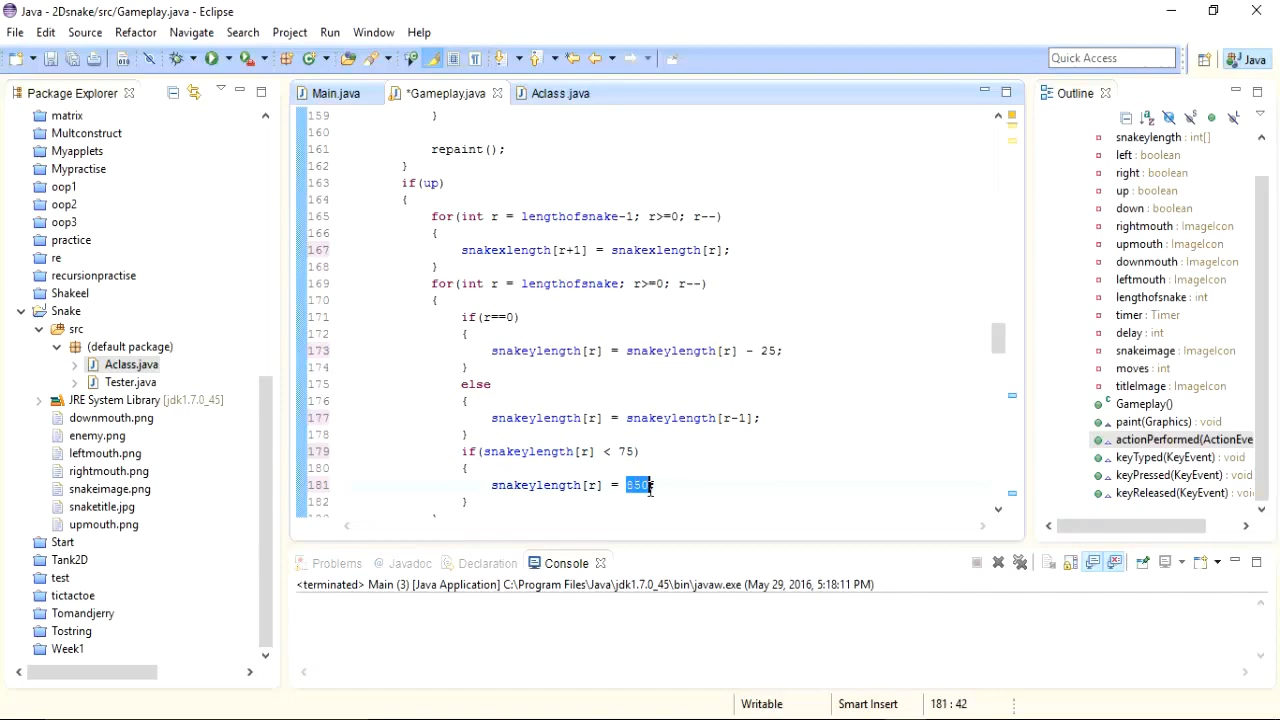 Java - 2Dsnake/src/Gameplay.java - Eclipse
File Edit Source Refactor Navigate Search Project Run Window Help
Quick Access
Java
Package Explorer
Main.java *Gameplay.java Aclass.java
Outline
matrix
Multconstruct
Myapplets
Mypractise
oop1
oop2
oop3
practice
re
recursionpractise
Shakeel
Snake
src
(default package)
Aclass.java
Tester.java
JRE System Library [jdk1.7.0_45]
downmouth.png
enemy.png
leftmouth.png
rightmouth.png
snakeimage.png
snaketitle.jpg
upmouth.png
Start
Tank2D
test
tictactoe
Tomandjerry
Tostring
Week1
159 }
160
161 repaint();
162 }
163 if(up)
164 {
165 for(int r = lengthofsnake-1; r>=0; r--)
166 {
167 snakexlength[r+1] = snakexlength[r];
168 }
169 for(int r = lengthofsnake; r>=0; r--)
170 {
171 if(r==0)
172 {
173 snakeylength[r] = snakeylength[r] - 25;
174 }
175 else
176 {
177 snakeylength[r] = snakeylength[r-1];
178 }
179 if(snakeylength[r] < 75)
180 {
181 snakeylength[r] = 850;
182 }
snakeylength : int[]
left : boolean
right : boolean
up : boolean
down : boolean
rightmouth : ImageIcon
upmouth : ImageIcon
downmouth : ImageIcon
leftmouth : ImageIcon
lengthofsnake : int
timer : Timer
delay : int
snakeimage : ImageIcon
moves : int
titleImage : ImageIcon
Gameplay()
paint(Graphics) : void
actionPerformed(ActionEve
keyTyped(KeyEvent) : void
keyPressed(KeyEvent) : void
keyReleased(KeyEvent) : voi
Problems Javadoc Declaration Console
<terminated> Main (3) [Java Application] C:\Program Files\Java\jdk1.7.0_45\bin\javaw.exe (May 29, 2016, 5:18:11 PM)
Writable Smart Insert 181 : 42